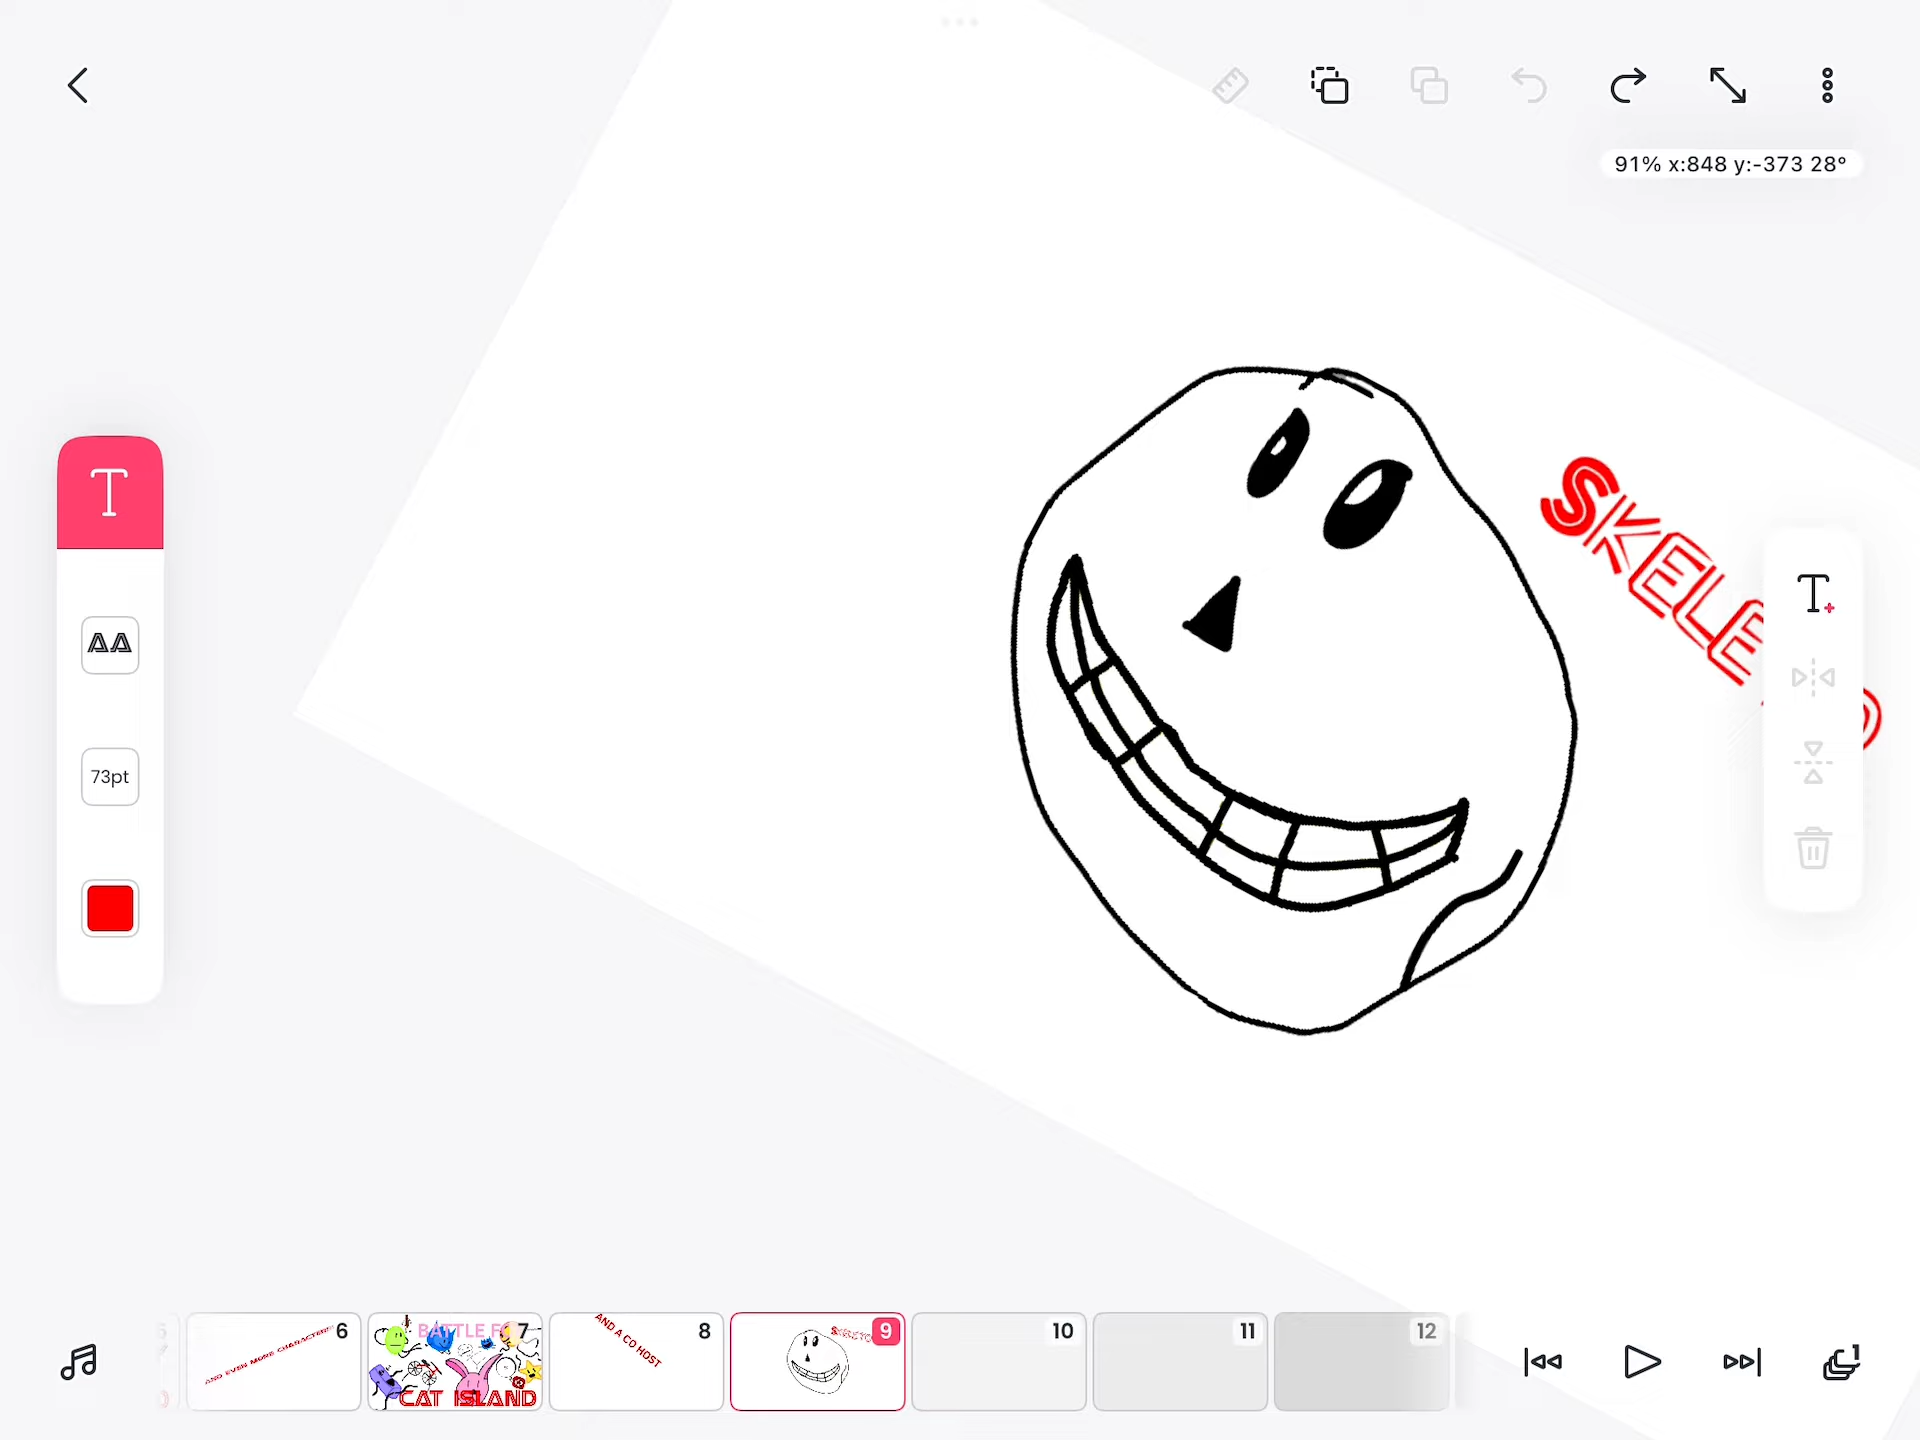 91% x:848 y:-373 28°
SKELE
T
AA
73pt
6
AND EVEN MORE CHARACTERS
7
BATTLE F
CAT ISLAND
8
AND A CO HOST
9
10
11
12
1